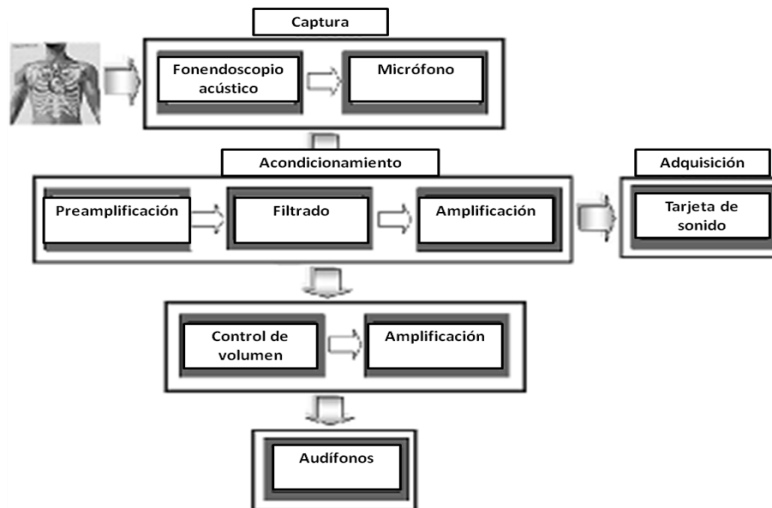 Captura
Fonendoscopio
acústico
Micrófono
Acondicionamiento
Adquisición
Preamplificación
Filtrado
Amplificación
Tarjeta de
sonido
Control de
volumen
Amplificación
Audífonos